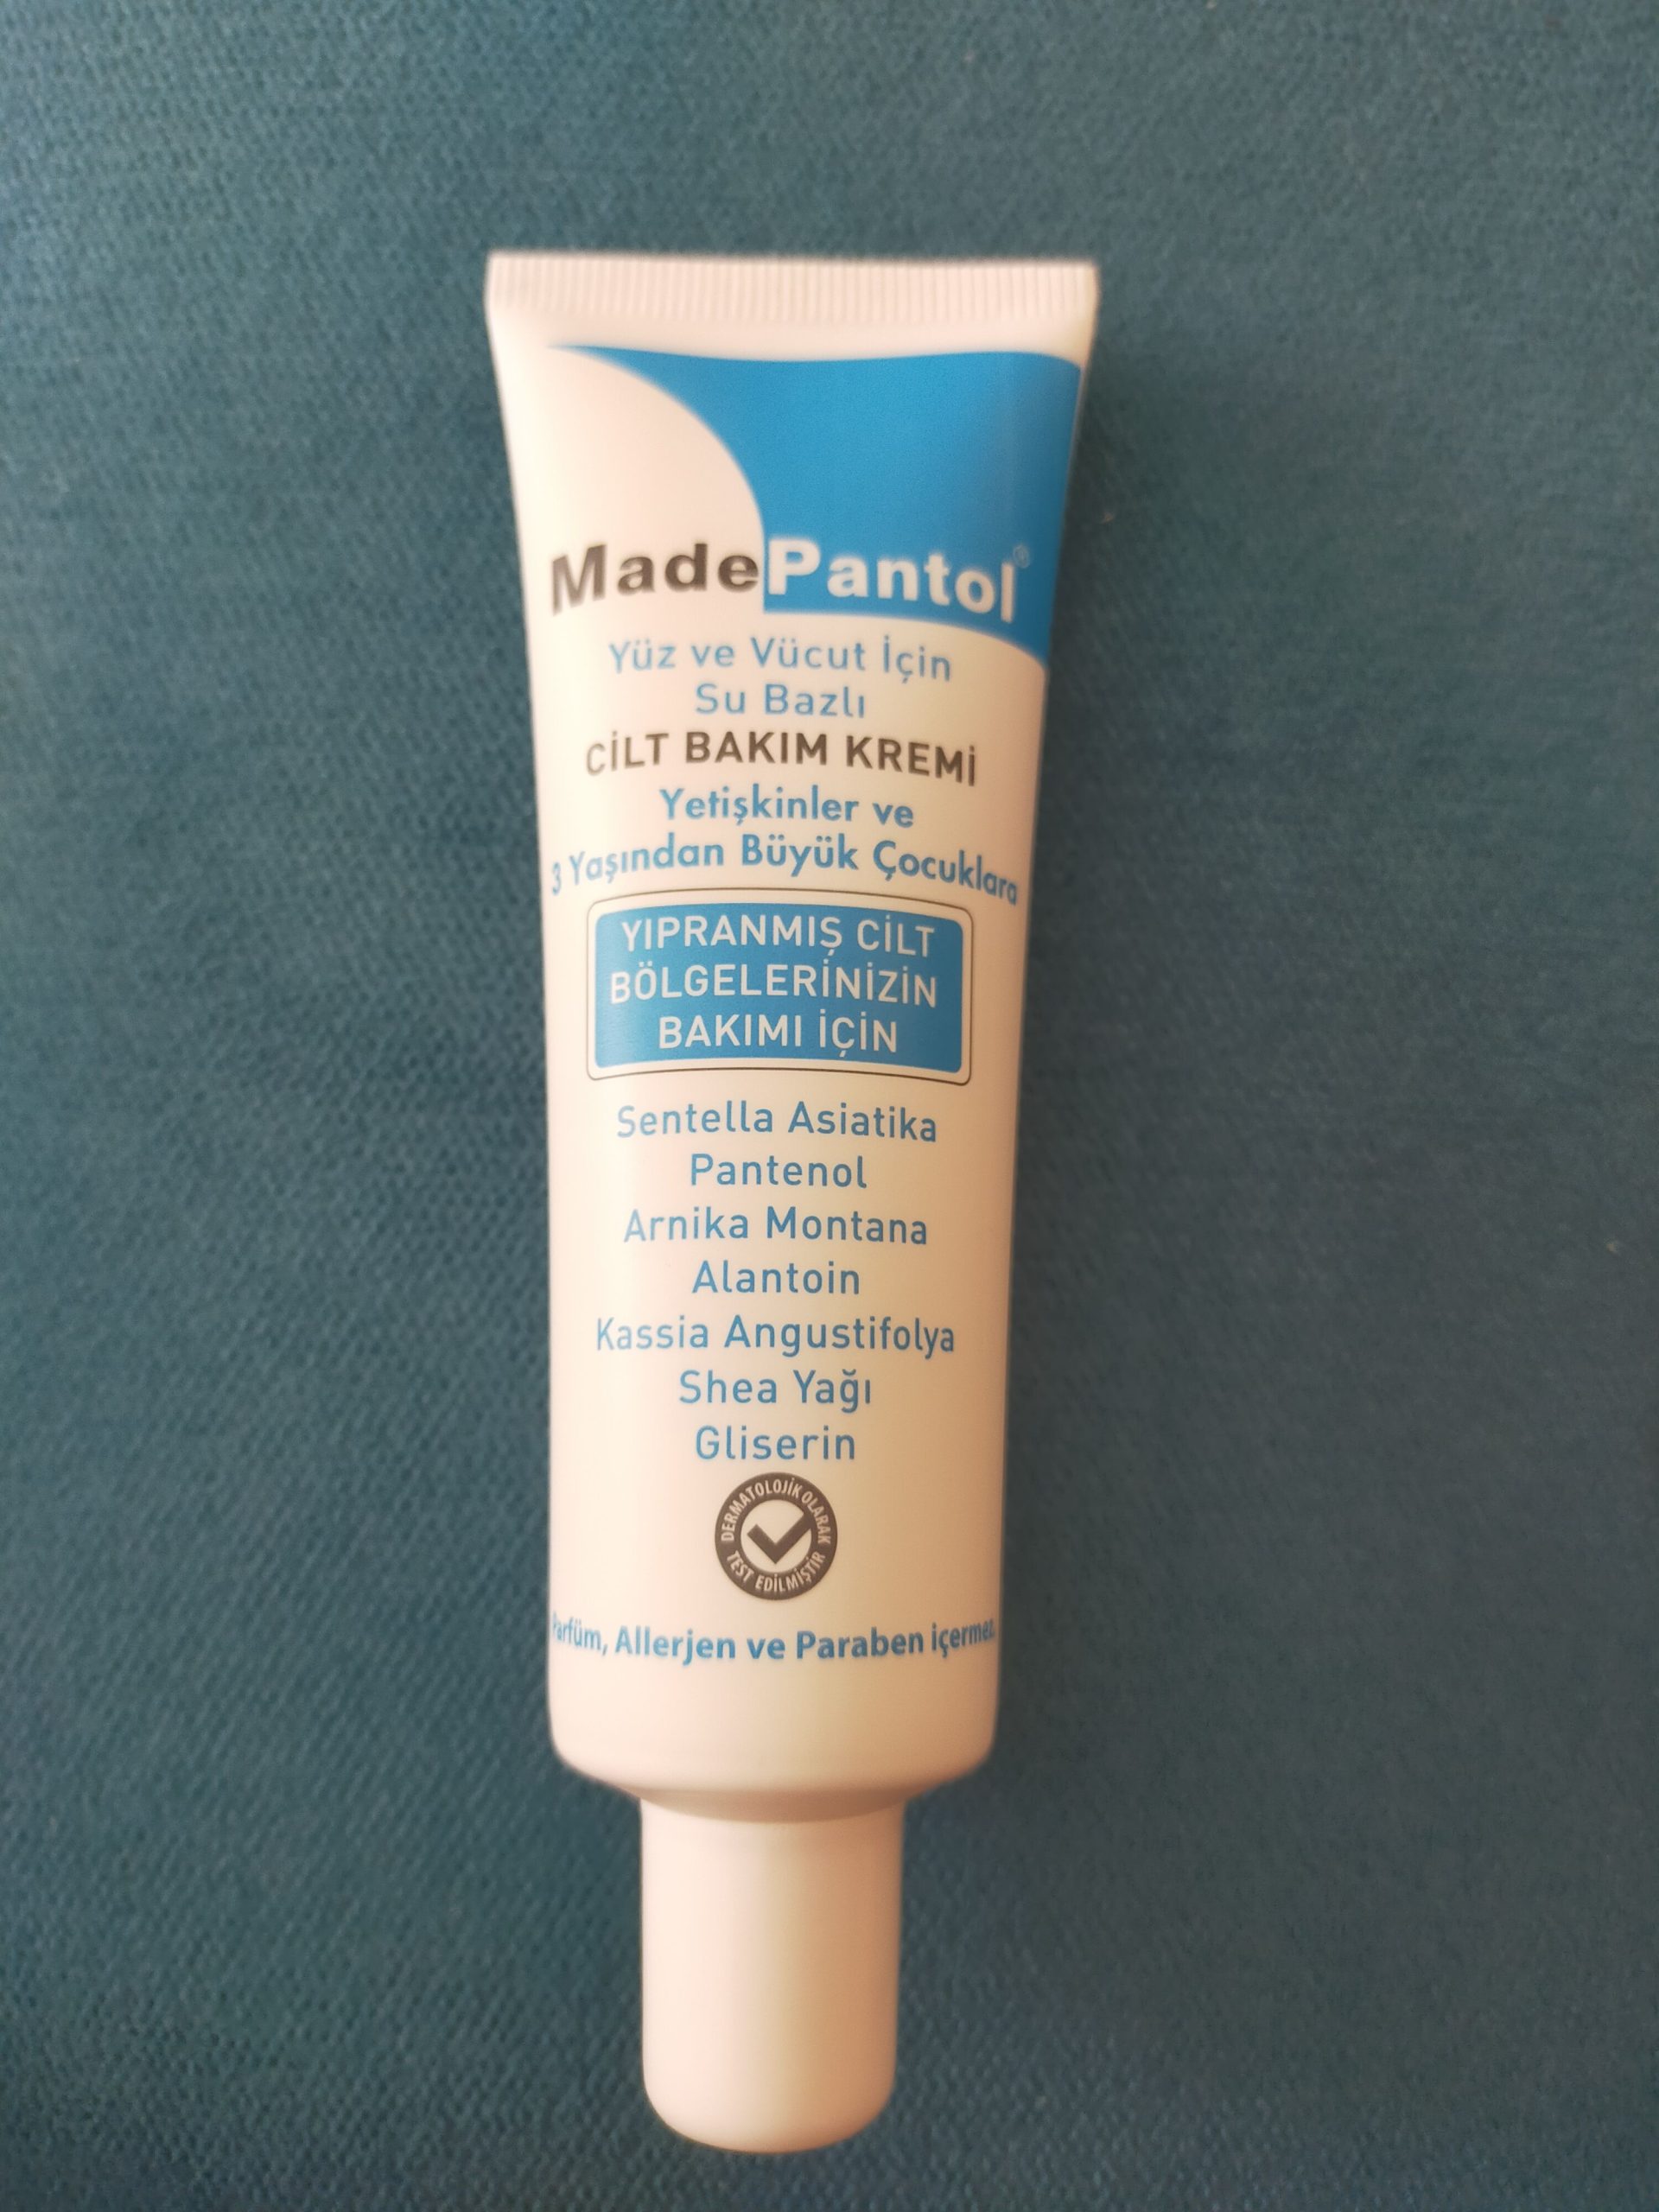 MadePantol®
Yüz ve Vücut İçin
Su Bazlı
CİLT BAKIM KREMİ
Yetişkinler ve
3 Yaşından Büyük Çocuklara
YIPRANMIŞ CİLT
BÖLGELERİNİZİN
BAKIMI İÇİN
Sentella Asiatika
Pantenol
Arnika Montana
Alantoin
Kassia Angustifolya
Shea Yağı
Gliserin
DERMATOLOJİK OLARAK
TEST EDİLMİŞTİR
Parfüm, Allerjen ve Paraben içermez.